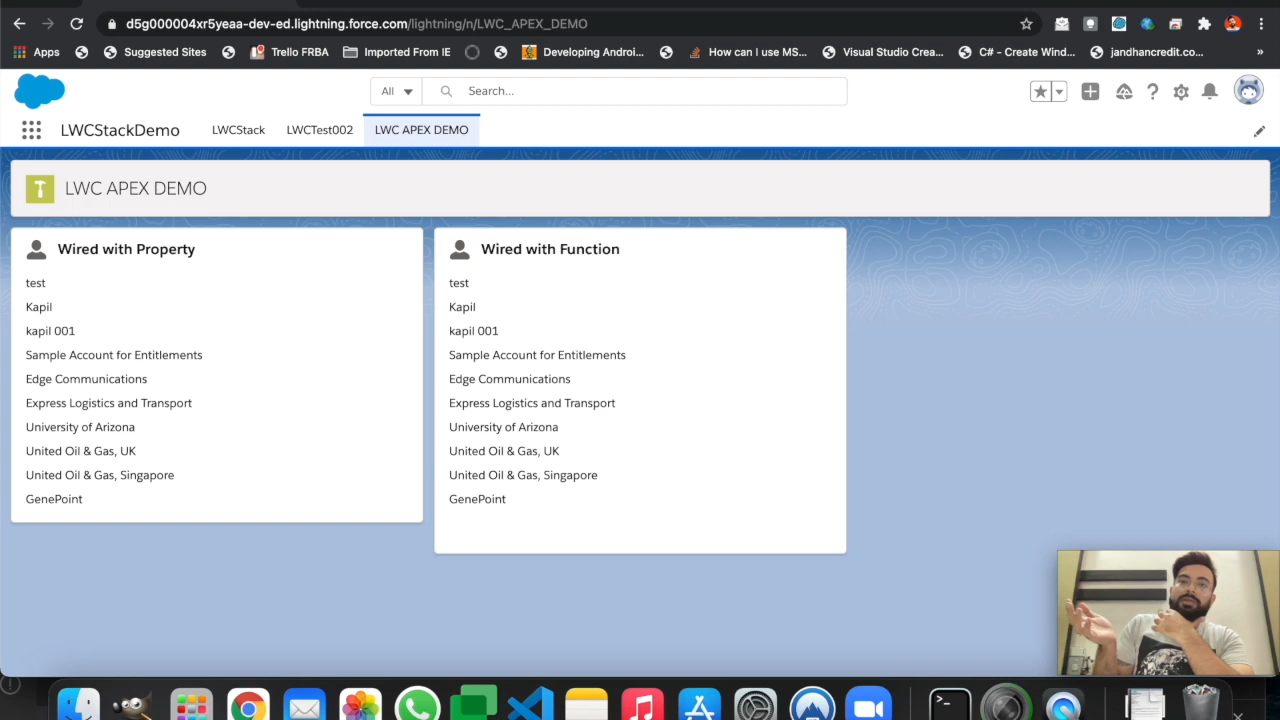 d5g000004xr5yeaa-dev-ed.lightning.force.com/lightning/n/LWC_APEX_DEMO
Apps Suggested Sites Trello FRBA Imported From IE Developing Androi... How can I use MS... Visual Studio Crea... C# - Create Wind... jandhancredit.co... »
All Search...
LWCStackDemo LWCStack LWCTest002 LWC APEX DEMO
LWC APEX DEMO
Wired with Property
test
Kapil
kapil 001
Sample Account for Entitlements
Edge Communications
Express Logistics and Transport
University of Arizona
United Oil & Gas, UK
United Oil & Gas, Singapore
GenePoint
Wired with Function
test
Kapil
kapil 001
Sample Account for Entitlements
Edge Communications
Express Logistics and Transport
University of Arizona
United Oil & Gas, UK
United Oil & Gas, Singapore
GenePoint